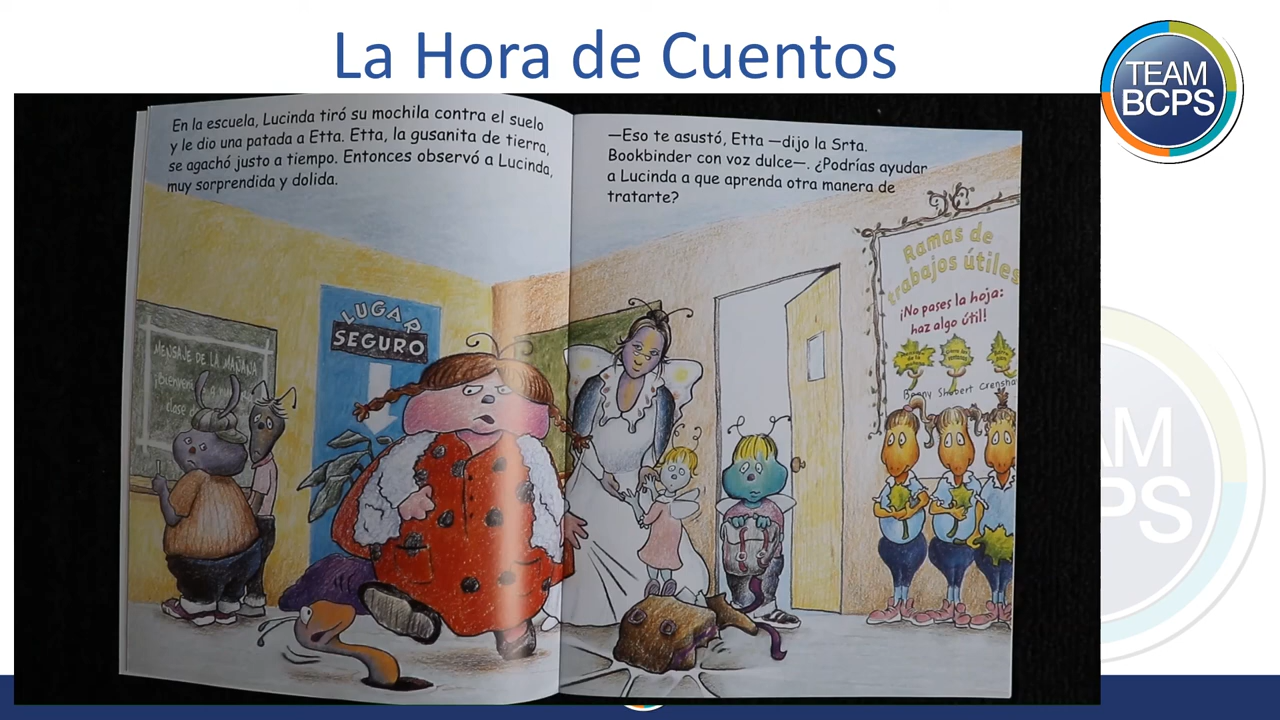 La Hora de Cuentos
TEAM
BCPS
En la escuela, Lucinda tiró su mochila contra el suelo
y le dio una patada a Etta. Etta, la gusanita de tierra,
se agachó justo a tiempo. Entonces observó a Lucinda,
muy sorprendida y dolida.
—Eso te asustó, Etta —dijo la Srta.
Bookbinder con voz dulce—. ¿Podrías ayudar
a Lucinda a que aprenda otra manera de
tratarte?
MENSAJE DE LA MAÑANA
¡Bienven
LUGAR
SEGURO
Ramas de
trabajos útiles
¡No pases la hoja:
haz algo útil!
AM
PS